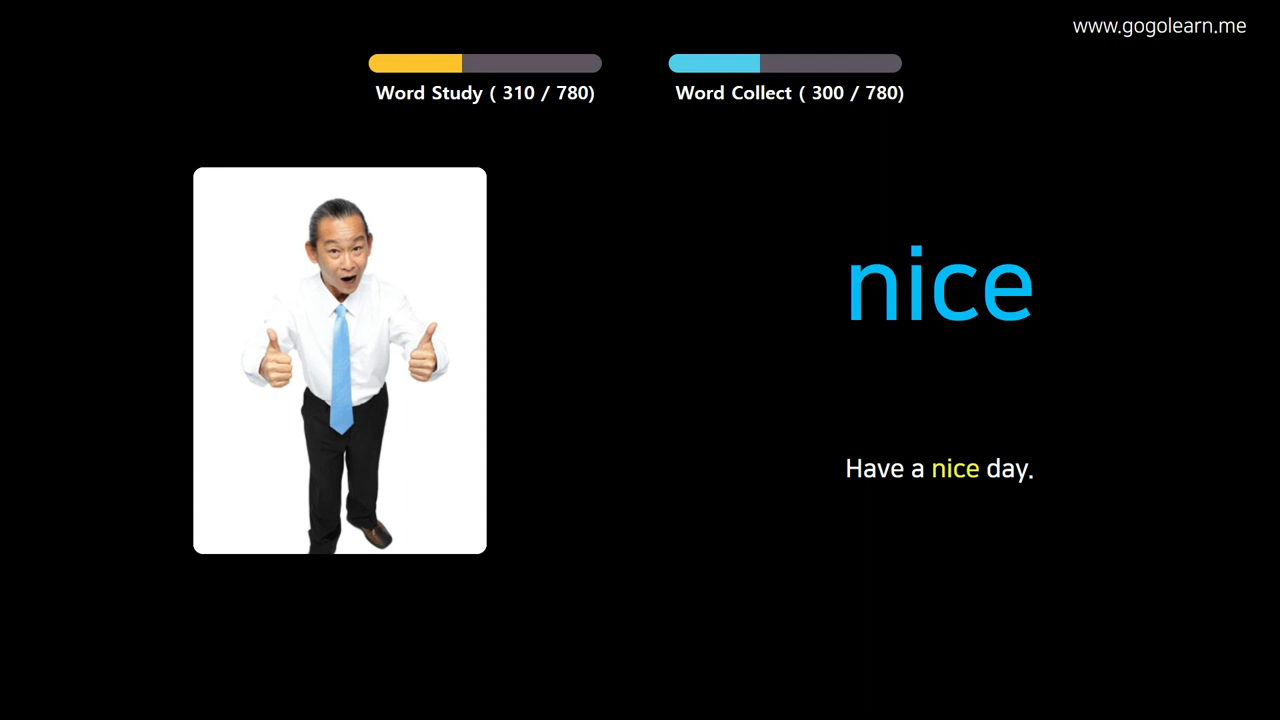 www.gogolearn.me
Word Study ( 310 / 780)
Word Collect ( 300 / 780)
nice
Have a nice day.